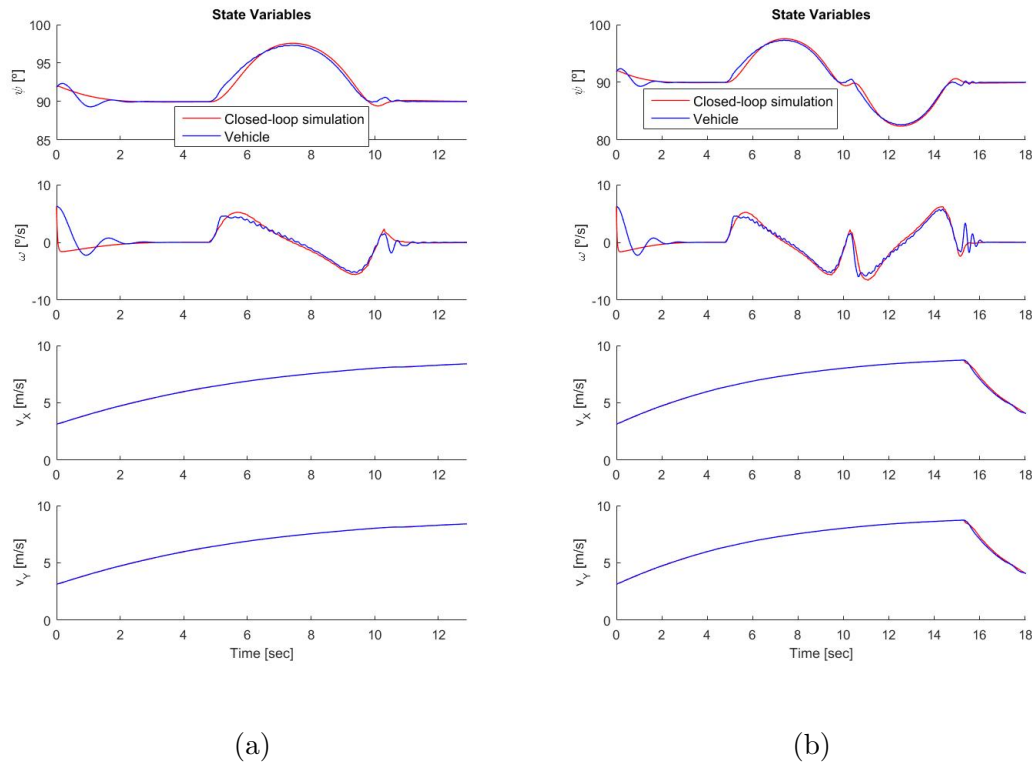 State Variables
100
95
90
85
ψ [º]
Closed-loop simulation
Vehicle
0 2 4 6 8 10 12
10
0
-10
ω [º/s]
0 2 4 6 8 10 12
10
5
0
v_X [m/s]
0 2 4 6 8 10 12
10
5
0
v_Y [m/s]
0 2 4 6 8 10 12
Time [sec]
(a)
State Variables
100
90
80
ψ [º]
Closed-loop simulation
Vehicle
0 2 4 6 8 10 12 14 16 18
10
0
-10
ω [º/s]
0 2 4 6 8 10 12 14 16 18
10
5
0
v_X [m/s]
0 2 4 6 8 10 12 14 16 18
10
5
0
v_Y [m/s]
0 2 4 6 8 10 12 14 16 18
Time [sec]
(b)